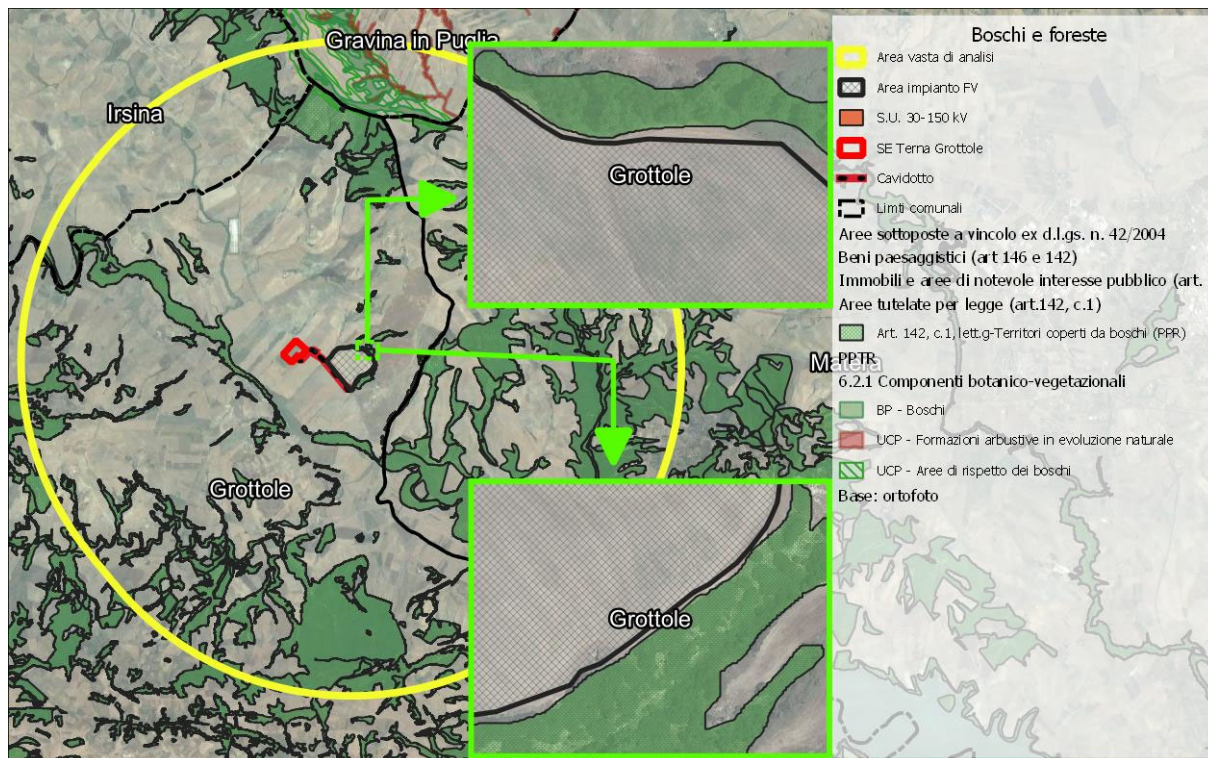 Gravina in Puglia
Irsina
Grottole
Grottole
Grottole
Matera
Boschi e foreste
Area vasta di analisi
Area impianto FV
S.U. 30-150 kV
SE Terna Grottole
Cavidotto
Limti comunali
Aree sottoposte a vincolo ex d.l.gs. n. 42/2004
Beni paesaggistici (art 146 e 142)
Immobili e aree di notevole interesse pubblico (art.
Aree tutelate per legge (art.142, c.1)
Art. 142, c.1, lett.g-Territori coperti da boschi (PPR)
PPTR
6.2.1 Componenti botanico-vegetazionali
BP - Boschi
UCP - Formazioni arbustive in evoluzione naturale
UCP - Aree di rispetto dei boschi
Base: ortofoto